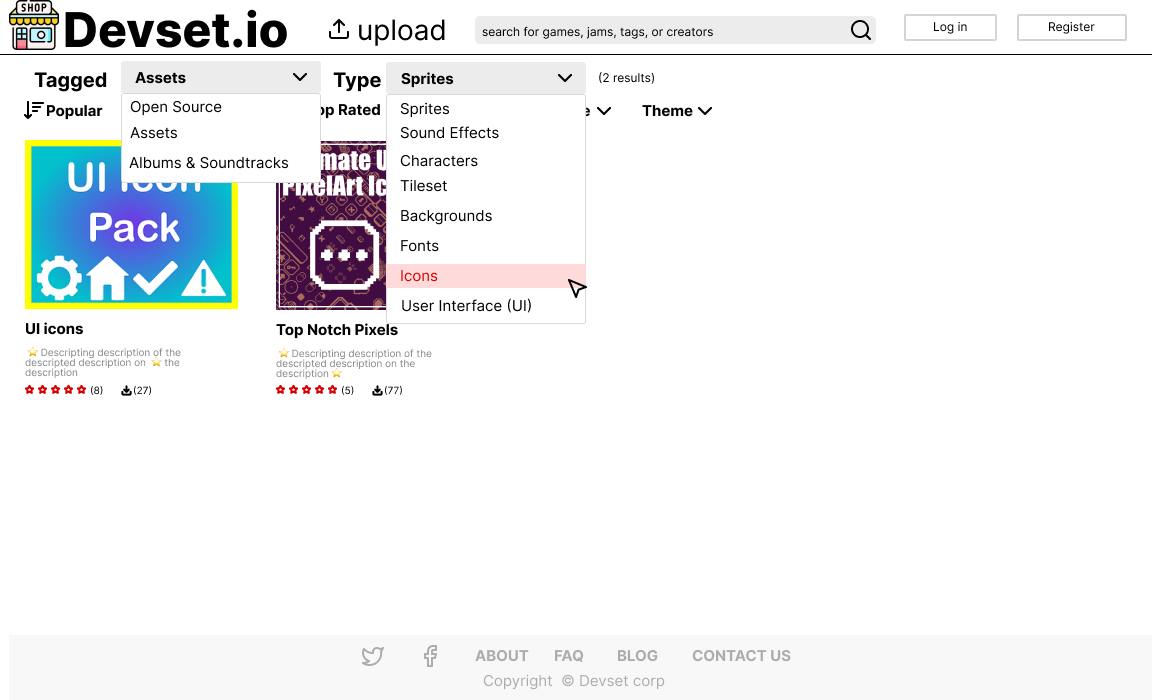 SHOP
Devset.io
upload
search for games, jams, tags, or creators
Log in
Register
Tagged
Assets
Type
Sprites
(2 results)
Popular
Open Source
Assets
Albums & Soundtracks
op Rated
Sprites
Sound Effects
Characters
Tileset
Backgrounds
Fonts
Icons
User Interface (UI)
Theme
UI Icon
Pack
mate U
PixelArt Ic
UI icons
⭐ Descripting description of the
descripted description on ⭐ the
description
(8)
(27)
Top Notch Pixels
⭐ Descripting description of the
descripted description on the
description ⭐
(5)
(77)
ABOUT
FAQ
BLOG
CONTACT US
Copyright © Devset corp